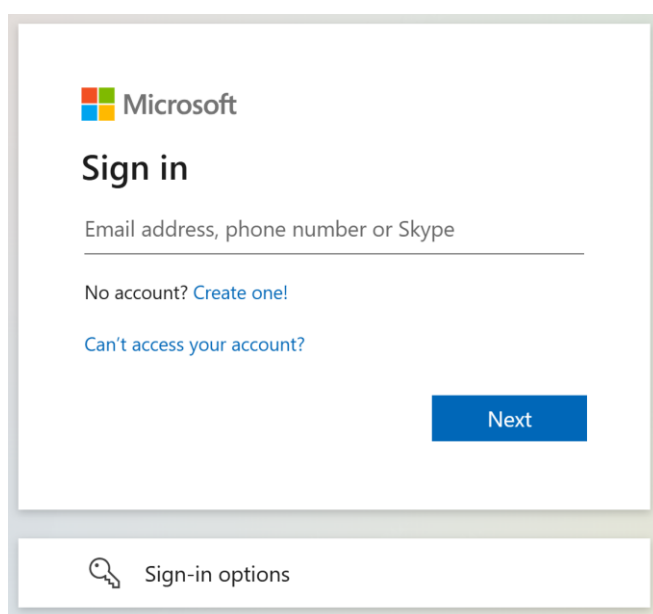 Microsoft
Sign in
Email address, phone number or Skype
No account? Create one!
Can't access your account?
Next
Sign-in options